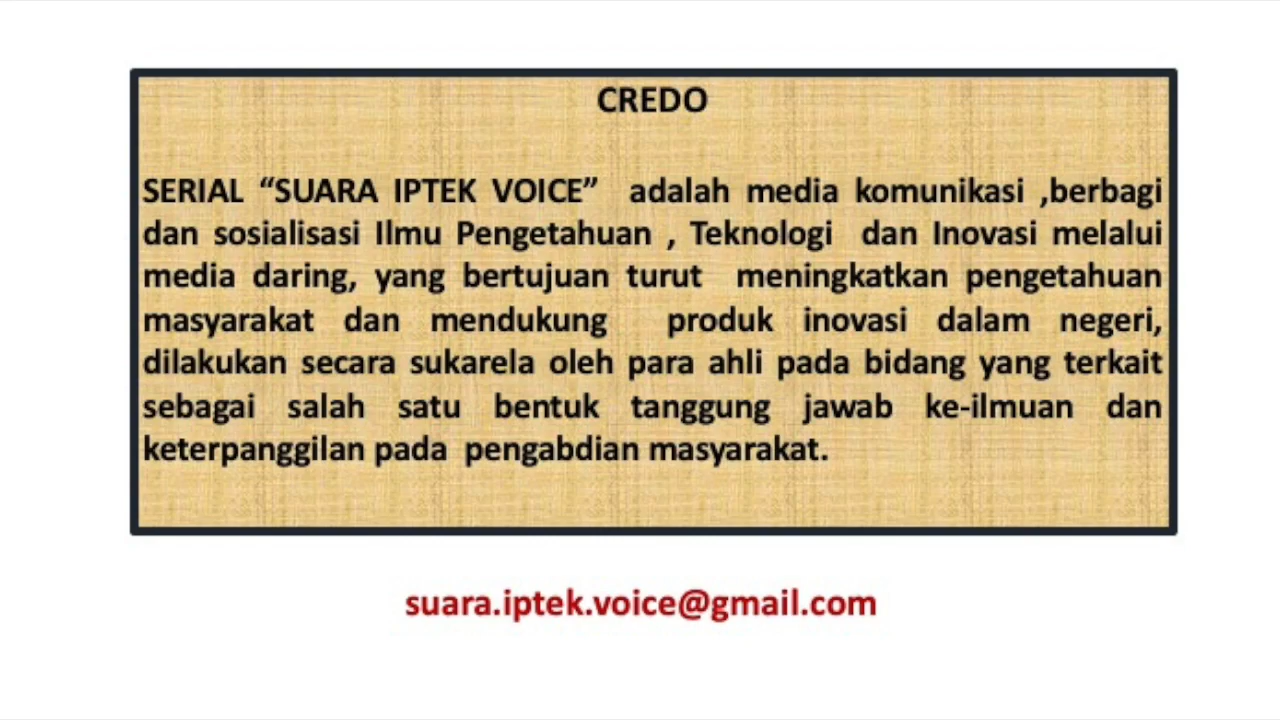 CREDO
SERIAL “SUARA IPTEK VOICE” adalah media komunikasi ,berbagi
dan sosialisasi Ilmu Pengetahuan , Teknologi dan Inovasi melalui
media daring, yang bertujuan turut meningkatkan pengetahuan
masyarakat dan mendukung produk inovasi dalam negeri,
dilakukan secara sukarela oleh para ahli pada bidang yang terkait
sebagai salah satu bentuk tanggung jawab ke-ilmuan dan
keterpanggilan pada pengabdian masyarakat.
suara.iptek.voice@gmail.com